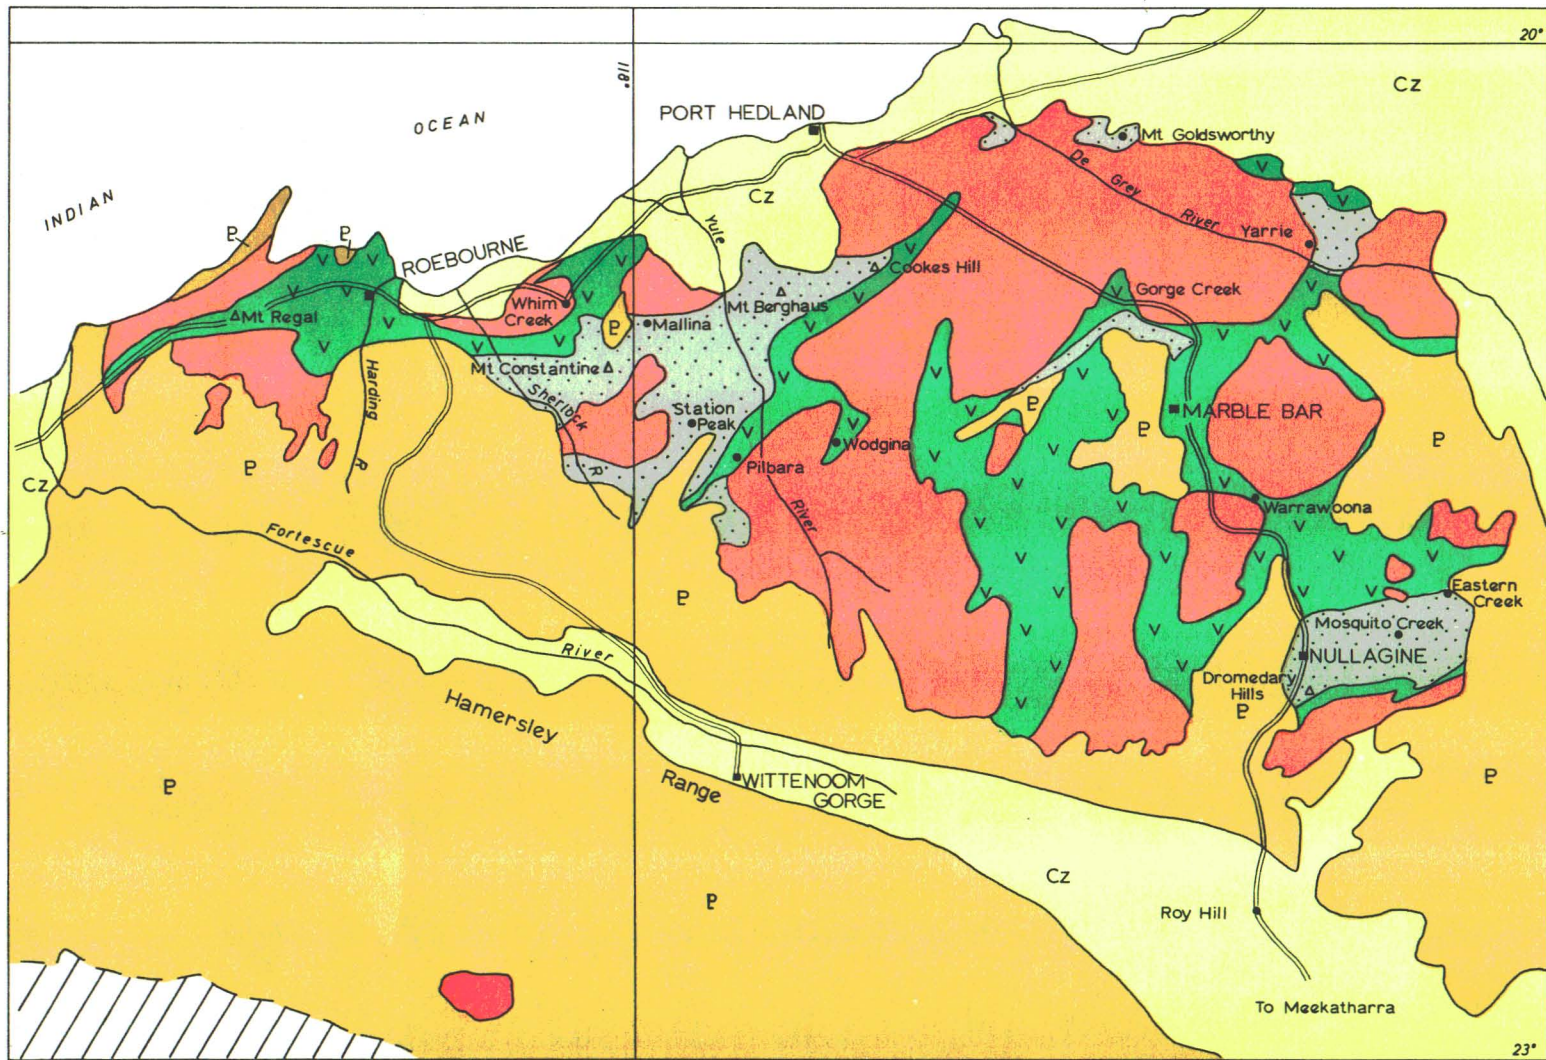 20°
118°
Cz
PORT HEDLAND
OCEAN
Mt Goldsworthy
De
Grey
River
INDIAN
Cz
Yule
P
P
ROEBOURNE
Yarrie
Cookes Hill
Whim
Creek
Mt Berghaus
Gorge Creek
Mt Regal
P
Mallina
Harding
R
Mt Constantine
Sherlock
R
Station
Peak
P
MARBLE BAR
P
P
Wodgina
Pilbara
P
Cz
Warrawoona
River
Fortescue
River
P
Eastern
Creek
Mosquito Creek
NULLAGINE
Dromedary
Hills
P
Hamersley
Range
WITTENOOM
GORGE
P
P
Cz
P
Roy Hill
To Meekatharra
23°